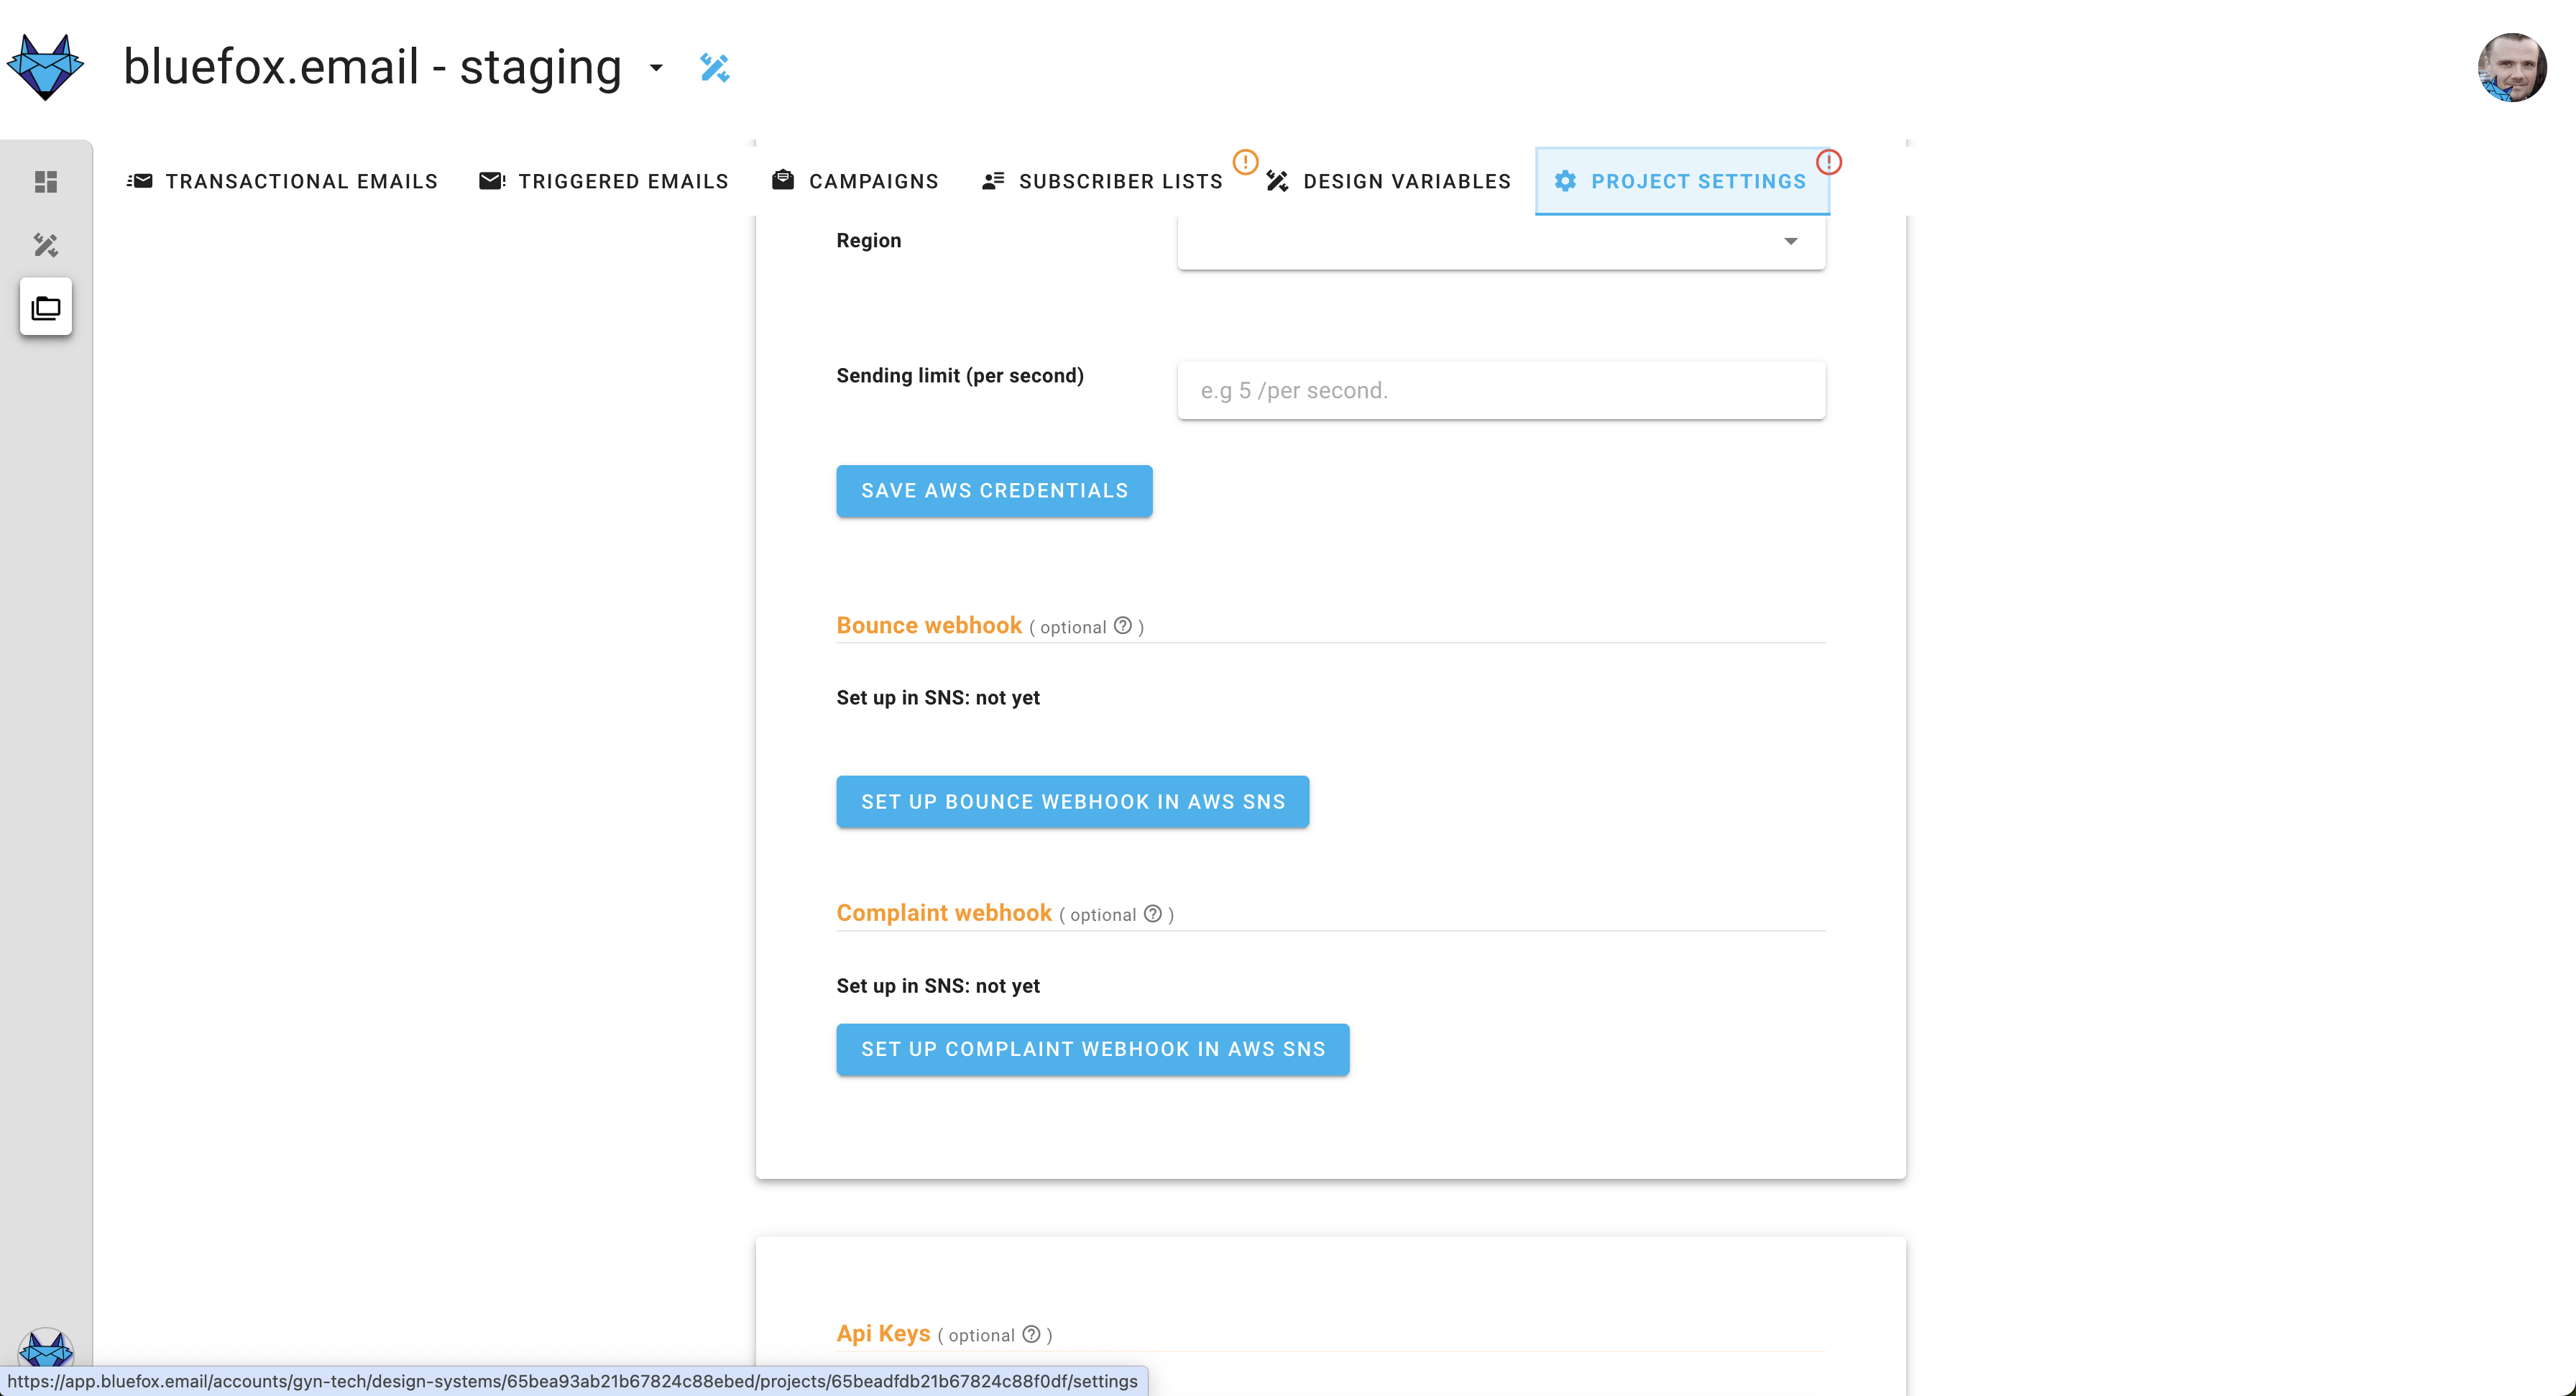 bluefox.email - staging
TRANSACTIONAL EMAILS
TRIGGERED EMAILS
CAMPAIGNS
SUBSCRIBER LISTS
DESIGN VARIABLES
PROJECT SETTINGS
Region
Sending limit (per second)
e.g 5 /per second.
SAVE AWS CREDENTIALS
Bounce webhook ( optional ? )
Set up in SNS: not yet
SET UP BOUNCE WEBHOOK IN AWS SNS
Complaint webhook ( optional ? )
Set up in SNS: not yet
SET UP COMPLAINT WEBHOOK IN AWS SNS
Api Keys ( optional ? )
https://app.bluefox.email/accounts/gyn-tech/design-systems/65bea93ab21b67824c88ebed/projects/65beadfdb21b67824c88f0df/settings